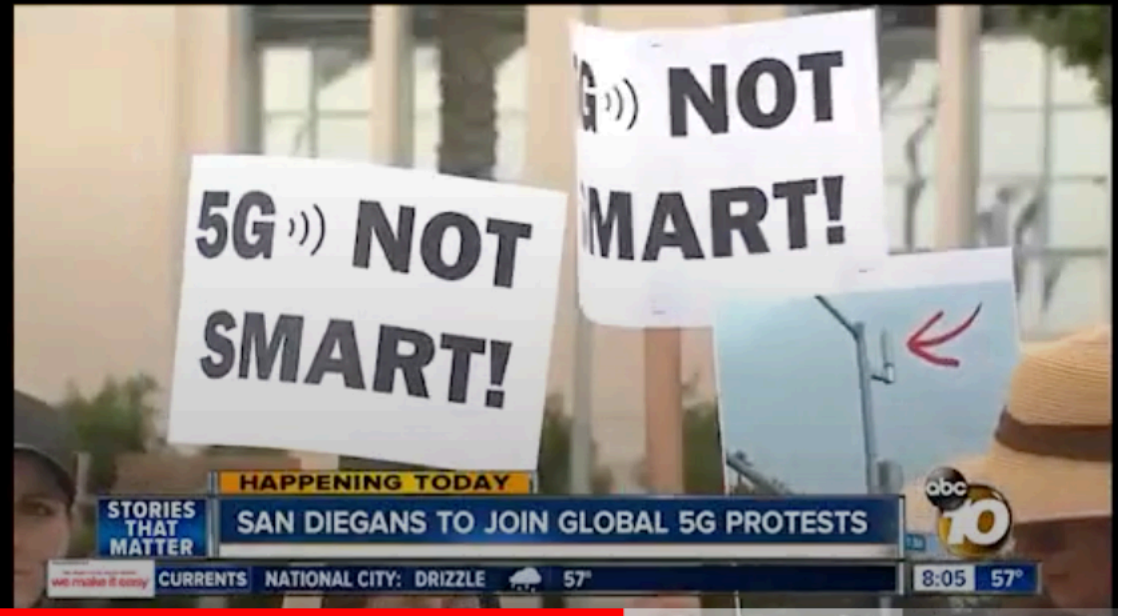 5G NOT
SMART!
G NOT
MART!
HAPPENING TODAY
STORIES
THAT
MATTER
SAN DIEGANS TO JOIN GLOBAL 5G PROTESTS
abc
10
we make it easy
CURRENTS
NATIONAL CITY: DRIZZLE 57°
8:05 57°